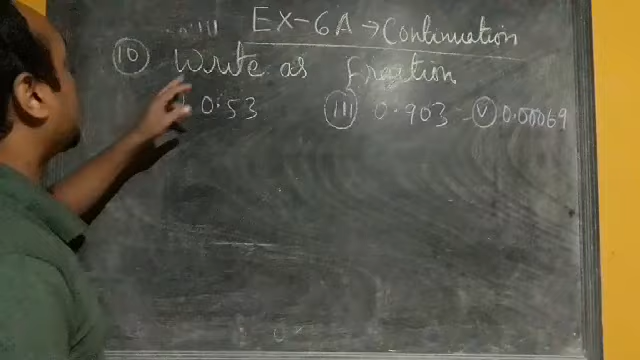 EX-6A → Continuation
(10) Write as fraction
0.53 (iii) 0.903 (v) 0.00069